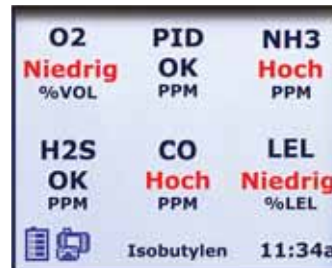 O2 PID NH3
Niedrig OK Hoch
%VOL PPM PPM
H2S CO LEL
OK Hoch Niedrig
PPM PPM %LEL
Isobutylen 11:34a